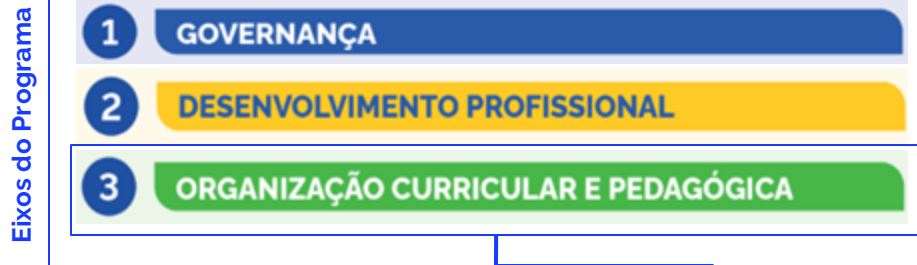 Eixos do Programa
1 GOVERNANÇA
2 DESENVOLVIMENTO PROFISSIONAL
3 ORGANIZAÇÃO CURRICULAR E PEDAGÓGICA